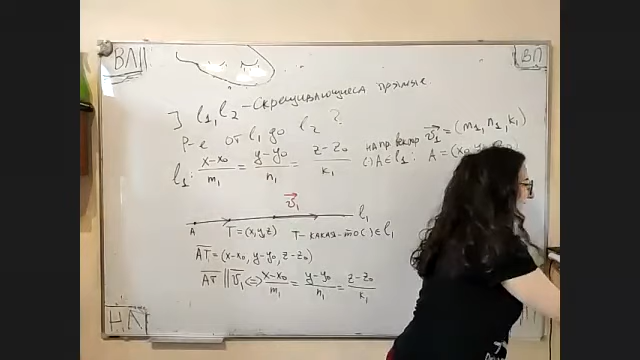 ВЛ
ВП
] l₁, l₂ - скрещивающиеся прямые
Р-е от l₁ до l₂ ?
l₁: (x-x₀)/m₁ = (y-y₀)/n₁ = (z-z₀)/k₁
напр вектор v₁ = (m₁, n₁, k₁)
(·) A ∈ l₁: A = (x₀,
v₁
A
l₁
T = (x, y, z) T - какая-то (·) ∈ l₁
AT = (x-x₀, y-y₀, z-z₀)
AT || v₁ ⇔ (x-x₀)/m₁ = (y-y₀)/n₁ = (z-z₀)/k₁
НЛ